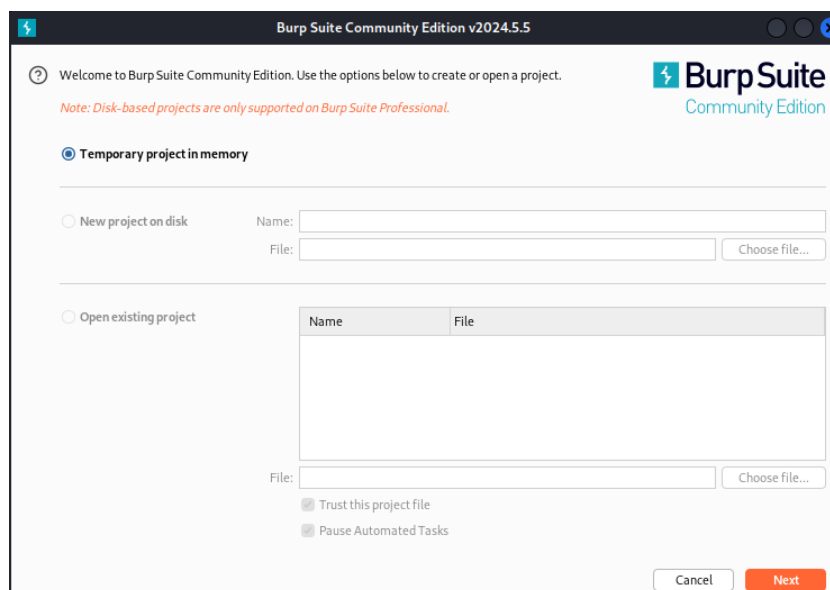 Burp Suite Community Edition v2024.5.5
Welcome to Burp Suite Community Edition. Use the options below to create or open a project.
Note: Disk-based projects are only supported on Burp Suite Professional.
Burp Suite
Community Edition
Temporary project in memory
New project on disk
Name:
File:
Choose file...
Open existing project
Name
File
File:
Choose file...
Trust this project file
Pause Automated Tasks
Cancel
Next